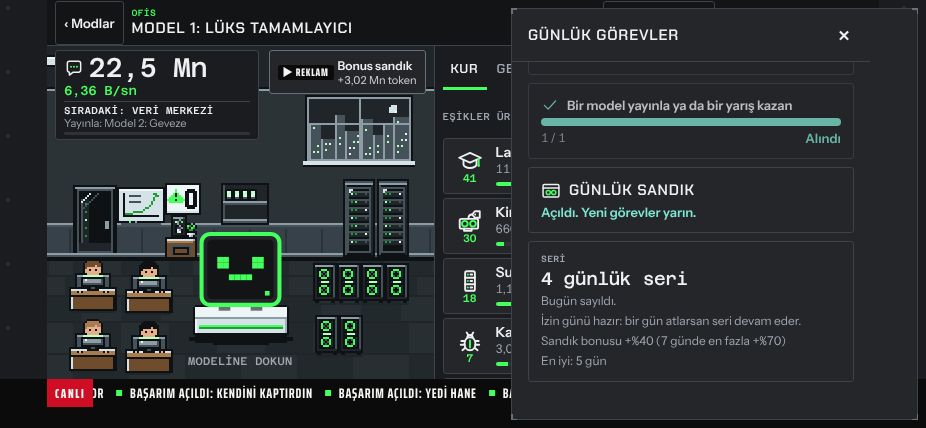 ‹ Modlar
OFİS
MODEL 1: LÜKS TAMAMLAYICI
22,5 Mn
6,36 B/sn
SIRADAKİ: VERİ MERKEZİ
Yayınla: Model 2: Geveze
REKLAM
Bonus sandık
+3,02 Mn token
KUR
EŞİKLER
41
30
18
7
MODELİNE DOKUN
CANLI
BAŞARIM AÇILDI: KENDİNİ KAPTIRDIN
BAŞARIM AÇILDI: YEDİ HANE
GÜNLÜK GÖREVLER
Bir model yayınla ya da bir yarış kazan
1 / 1
Alındı
GÜNLÜK SANDIK
Açıldı. Yeni görevler yarın.
SERİ
4 günlük seri
Bugün sayıldı.
İzin günü hazır: bir gün atlarsan seri devam eder.
Sandık bonusu +%40 (7 günde en fazla +%70)
En iyi: 5 gün